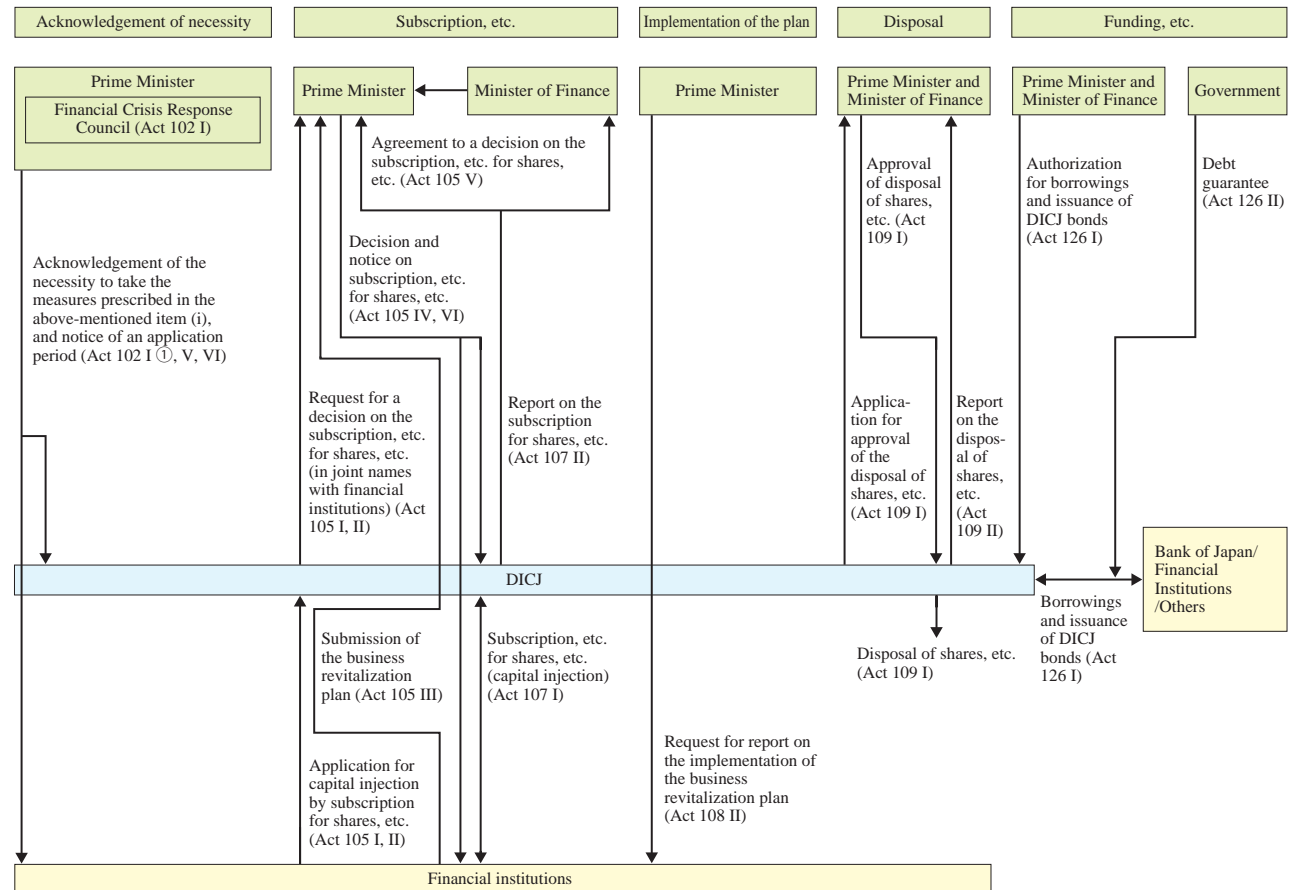 Acknowledgement of necessity
Subscription, etc.
Implementation of the plan
Disposal
Funding, etc.
Prime Minister
Financial Crisis Response
Council (Act 102 I)
Prime Minister
Minister of Finance
Prime Minister
Prime Minister and
Minister of Finance
Prime Minister and
Minister of Finance
Government
Agreement to a decision on the
subscription, etc. for shares,
etc. (Act 105 V)
Approval
of disposal
of shares,
etc. (Act
109 I)
Authorization
for borrowings
and issuance of
DICJ bonds
(Act 126 I)
Debt
guarantee
(Act 126 II)
Acknowledgement of the
necessity to take the
measures prescribed in the
above-mentioned item (i),
and notice of an application
period (Act 102 I ①, V, VI)
Decision and
notice on
subscription, etc.
for shares, etc.
(Act 105 IV, VI)
Request for a
decision on the
subscription, etc.
for shares, etc.
(in joint names
with financial
institutions) (Act
105 I, II)
Report on the
subscription
for shares, etc.
(Act 107 II)
Applica-
tion for
approval
of the
disposal of
shares, etc.
(Act 109 I)
Report
on the
dispos-
al of
shares,
etc.
(Act
109 II)
DICJ
Bank of Japan/
Financial
Institutions
/Others
Submission of
the business
revitalization
plan (Act 105 III)
Subscription, etc.
for shares, etc.
(capital injection)
(Act 107 I)
Disposal of shares, etc.
(Act 109 I)
Borrowings
and issuance
of DICJ
bonds (Act
126 I)
Application for
capital injection
by subscription
for shares, etc.
(Act 105 I, II)
Request for report on
the implementation of
the business
revitalization plan
(Act 108 II)
Financial institutions